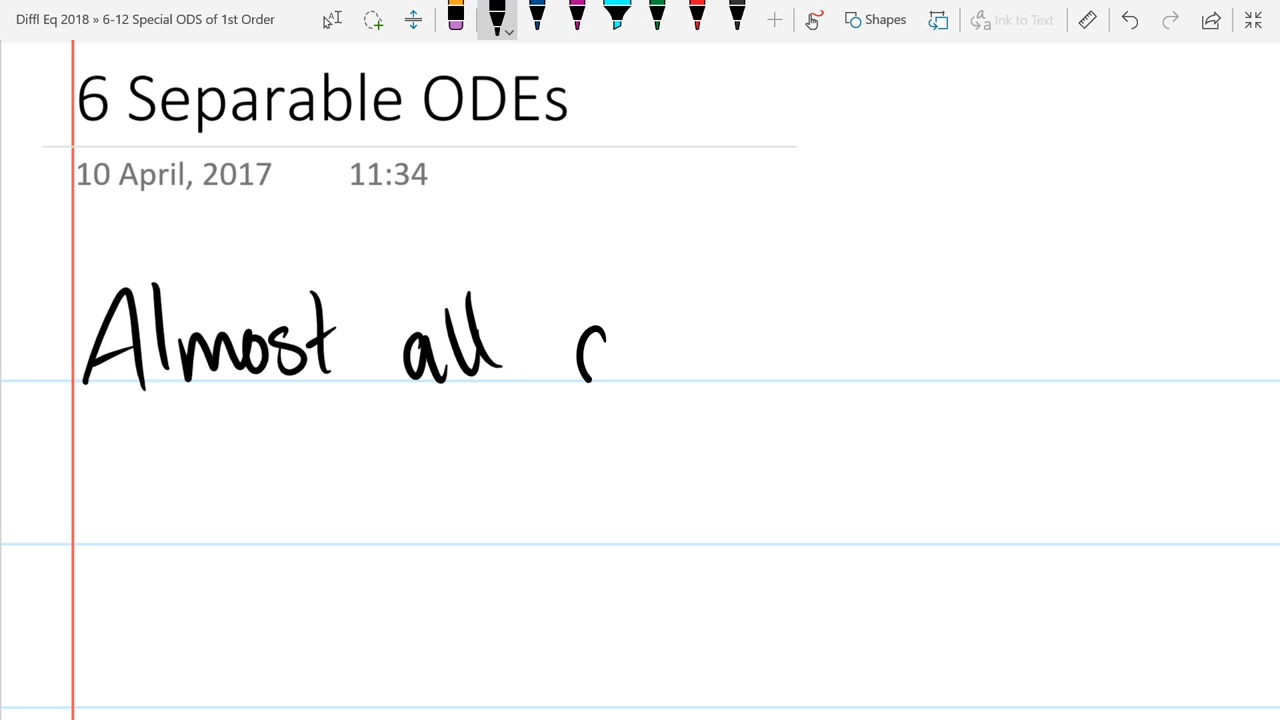 Diffl Eq 2018 » 6-12 Special ODS of 1st Order
Shapes
Ink to Text
6 Separable ODEs
10 April, 2017 11:34
Almost all